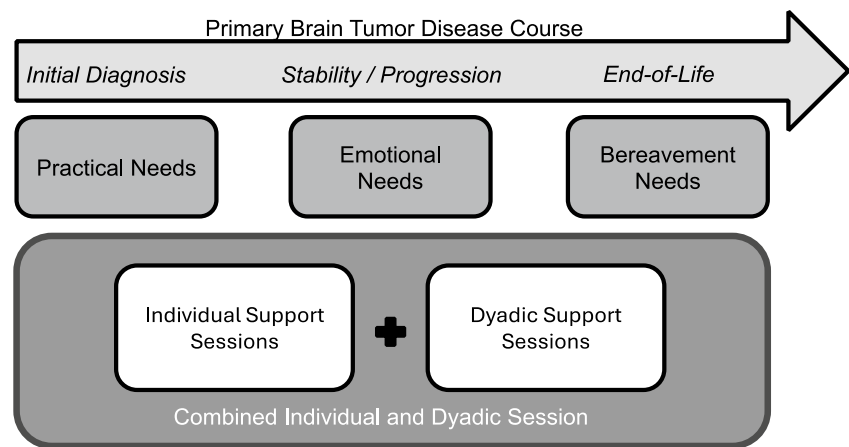 Primary Brain Tumor Disease Course
Initial Diagnosis
Stability / Progression
End-of-Life
Practical Needs
Emotional
Needs
Bereavement
Needs
Individual Support
Sessions
Dyadic Support
Sessions
Combined Individual and Dyadic Session